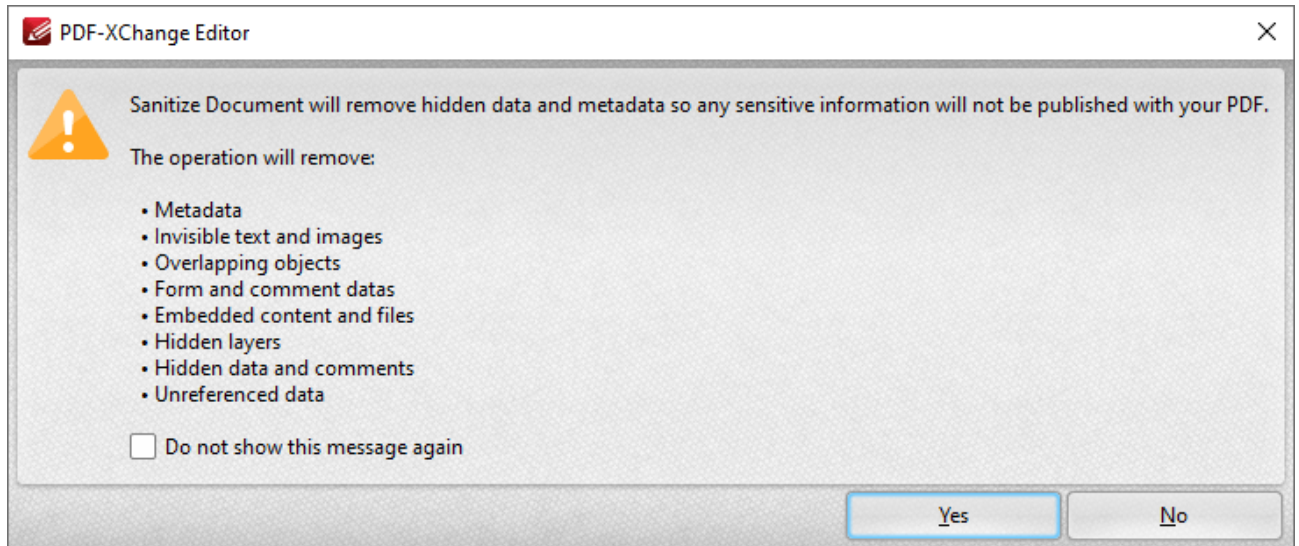 PDF-XChange Editor
Sanitize Document will remove hidden data and metadata so any sensitive information will not be published with your PDF.
The operation will remove:
• Metadata
• Invisible text and images
• Overlapping objects
• Form and comment datas
• Embedded content and files
• Hidden layers
• Hidden data and comments
• Unreferenced data
Do not show this message again
Yes
No